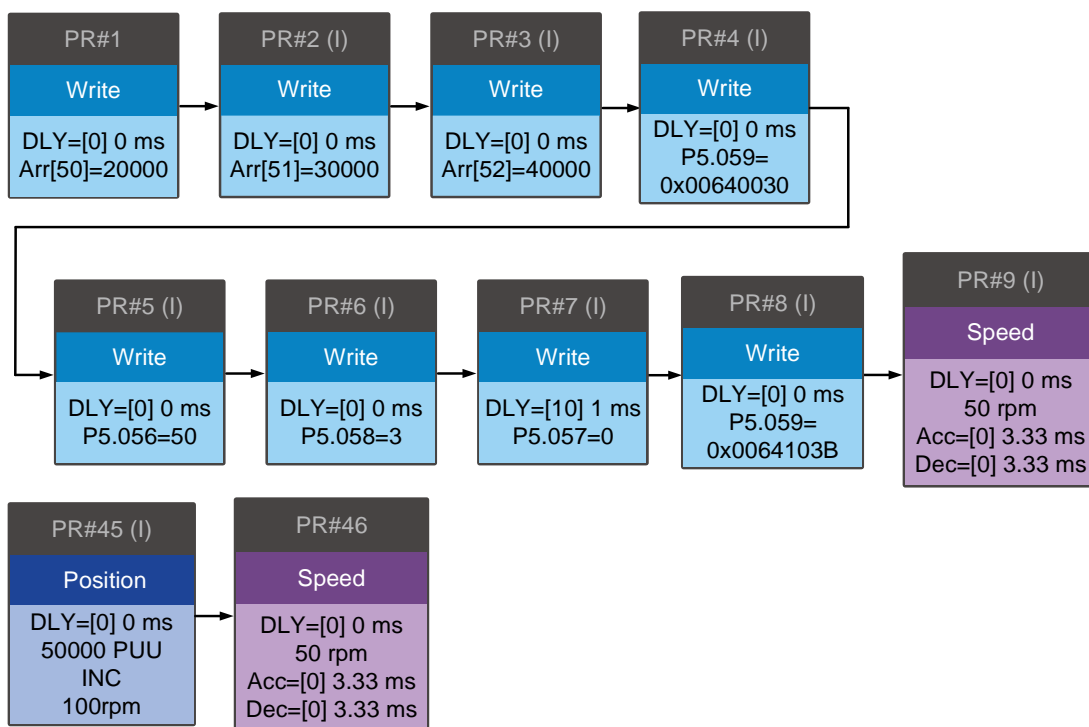 PR#1
Write
DLY=[0] 0 ms
Arr[50]=20000
PR#2 (I)
Write
DLY=[0] 0 ms
Arr[51]=30000
PR#3 (I)
Write
DLY=[0] 0 ms
Arr[52]=40000
PR#4 (I)
Write
DLY=[0] 0 ms
P5.059=
0x00640030
PR#5 (I)
Write
DLY=[0] 0 ms
P5.056=50
PR#6 (I)
Write
DLY=[0] 0 ms
P5.058=3
PR#7 (I)
Write
DLY=[10] 1 ms
P5.057=0
PR#8 (I)
Write
DLY=[0] 0 ms
P5.059=
0x0064103B
PR#9 (I)
Speed
DLY=[0] 0 ms
50 rpm
Acc=[0] 3.33 ms
Dec=[0] 3.33 ms
PR#45 (I)
Position
DLY=[0] 0 ms
50000 PUU
INC
100rpm
PR#46
Speed
DLY=[0] 0 ms
50 rpm
Acc=[0] 3.33 ms
Dec=[0] 3.33 ms